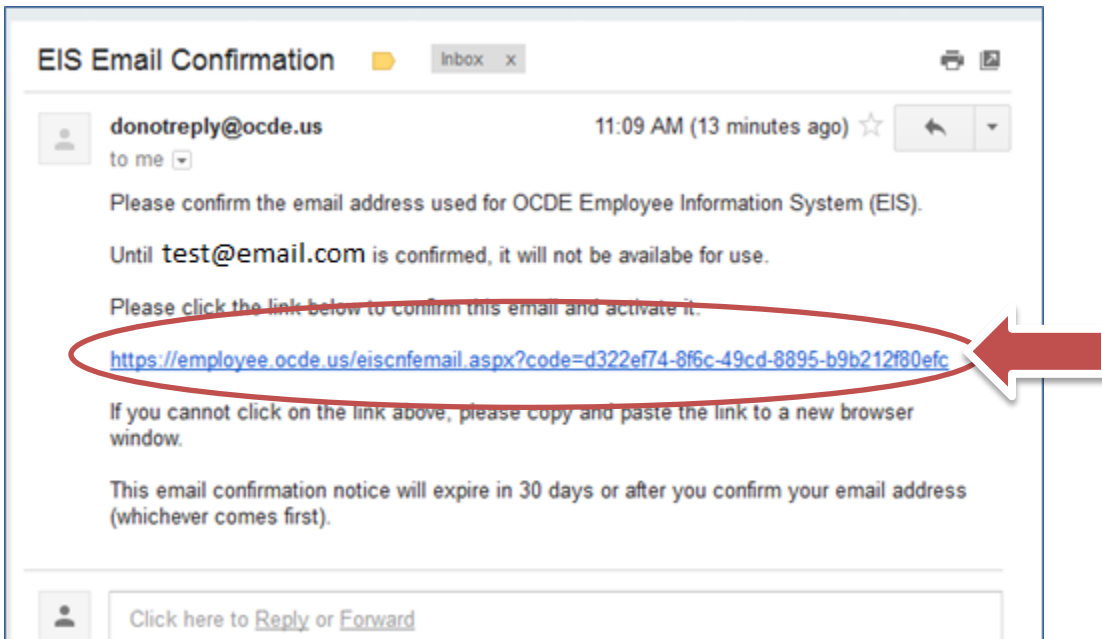 EIS Email Confirmation Inbox x
donotreply@ocde.us 11:09 AM (13 minutes ago)
to me
Please confirm the email address used for OCDE Employee Information System (EIS).
Until test@email.com is confirmed, it will not be availabe for use.
Please click the link below to confirm this email and activate it.
https://employee.ocde.us/eiscnfemail.aspx?code=d322ef74-8f6c-49cd-8895-b9b212f80efc
If you cannot click on the link above, please copy and paste the link to a new browser
window.
This email confirmation notice will expire in 30 days or after you confirm your email address
(whichever comes first).
Click here to Reply or Forward